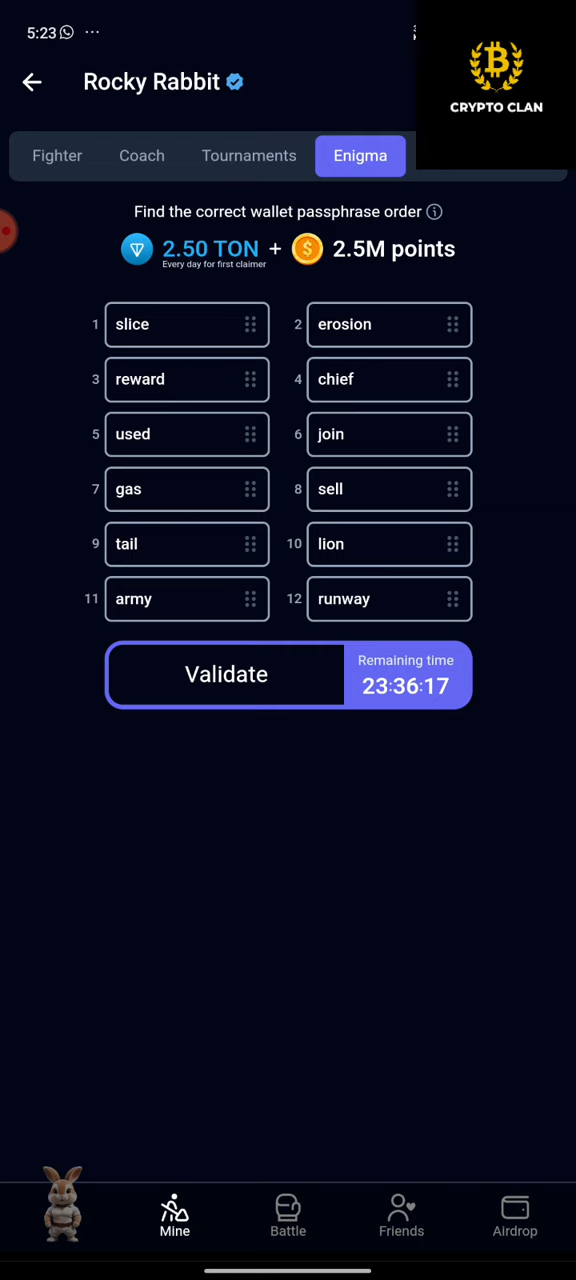 5:23
Rocky Rabbit
CRYPTO CLAN
Fighter Coach Tournaments Enigma
Find the correct wallet passphrase order
2.50 TON + 2.5M points
Every day for first claimer
1 slice 2 erosion
3 reward 4 chief
5 used 6 join
7 gas 8 sell
9 tail 10 lion
11 army 12 runway
Validate
Remaining time
23:36:17
Mine Battle Friends Airdrop